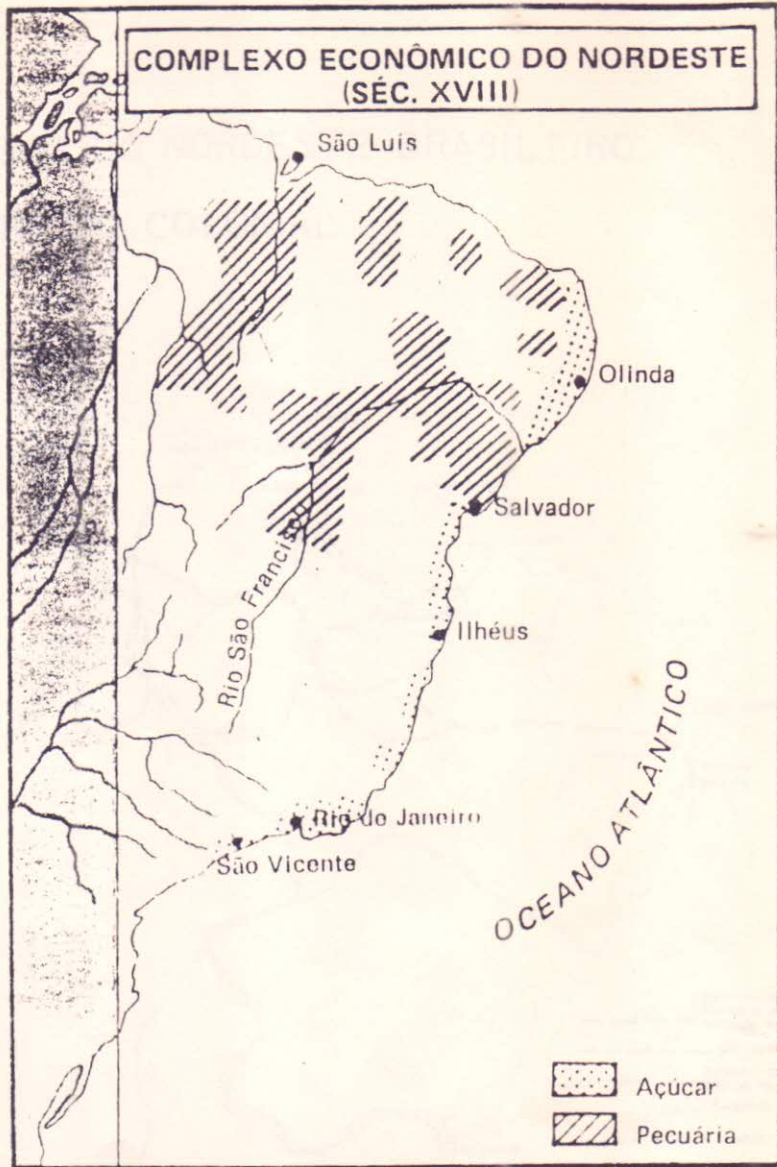 COMPLEXO ECONÔMICO DO NORDESTE
(SÉC. XVIII)
São Luís
Olinda
Salvador
Rio São Francisco
Ilhéus
Rio de Janeiro
São Vicente
OCEANO ATLÂNTICO
Açúcar
Pecuária